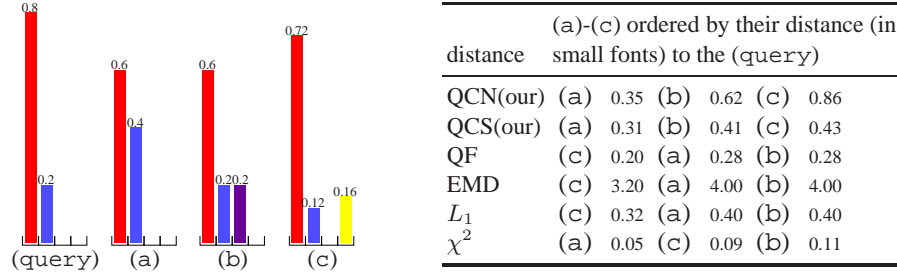 0.8
0.2
(query)
0.6
0.4
(a)
0.6
0.20
0.2
(b)
0.72
0.12
0.16
(c)
(a)-(c) ordered by their distance (in
distance small fonts) to the (query)
QCN(our) (a) 0.35 (b) 0.62 (c) 0.86
QCS(our) (a) 0.31 (b) 0.41 (c) 0.43
QF (c) 0.20 (a) 0.28 (b) 0.28
EMD (c) 3.20 (a) 4.00 (b) 4.00
L₁ (c) 0.32 (a) 0.40 (b) 0.40
χ² (a) 0.05 (c) 0.09 (b) 0.11